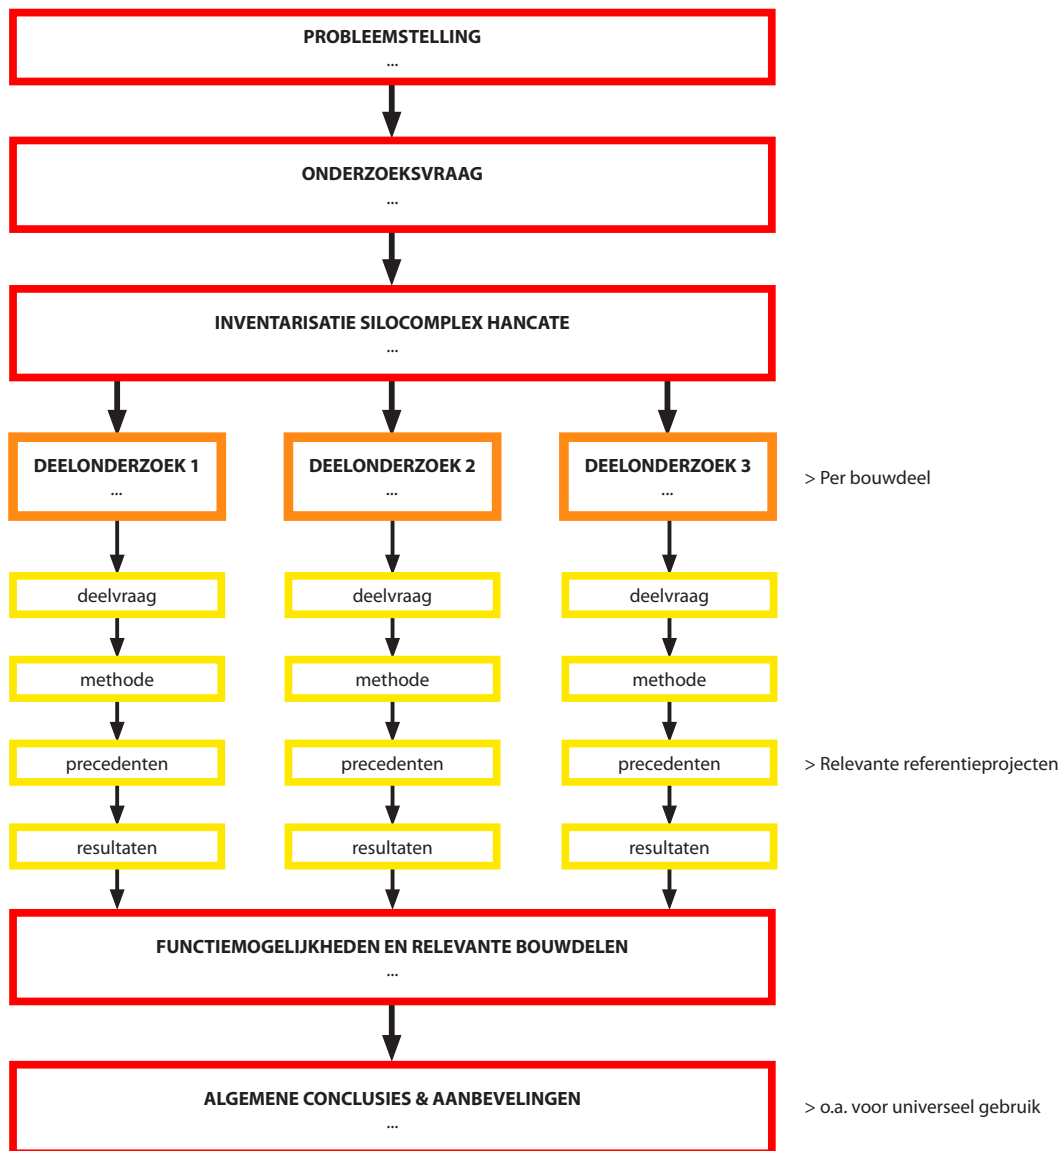 PROBLEEMSTELLING
...
ONDERZOEKSVRAAG
...
INVENTARISATIE SILOCOMPLEX HANCATE
...
DEELONDERZOEK 1
...
DEELONDERZOEK 2
...
DEELONDERZOEK 3
...
> Per bouwdeel
deelvraag
deelvraag
deelvraag
methode
methode
methode
precedenten
precedenten
precedenten
> Relevante referentieprojecten
resultaten
resultaten
resultaten
FUNCTIEMOGELIJKHEDEN EN RELEVANTE BOUWDELEN
...
ALGEMENE CONCLUSIES & AANBEVELINGEN
...
> o.a. voor universeel gebruik